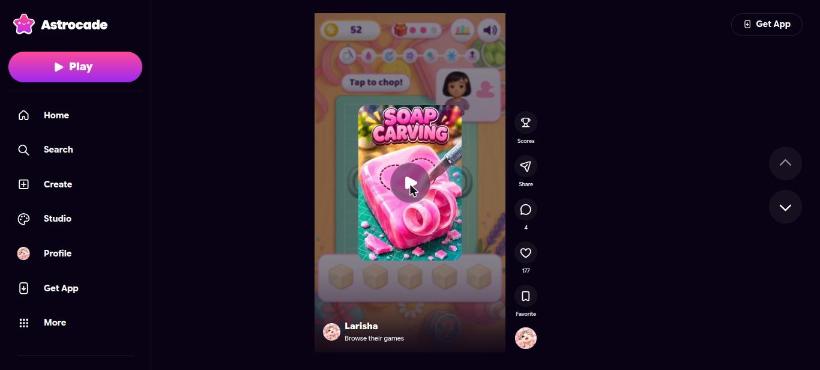 Astrocade
Play
Home
Search
Create
Studio
Profile
Get App
More
52
Tap to chop!
SOAP
CARVING
Larisha
Browse their games
Scores
Share
4
177
Favorite
Get App